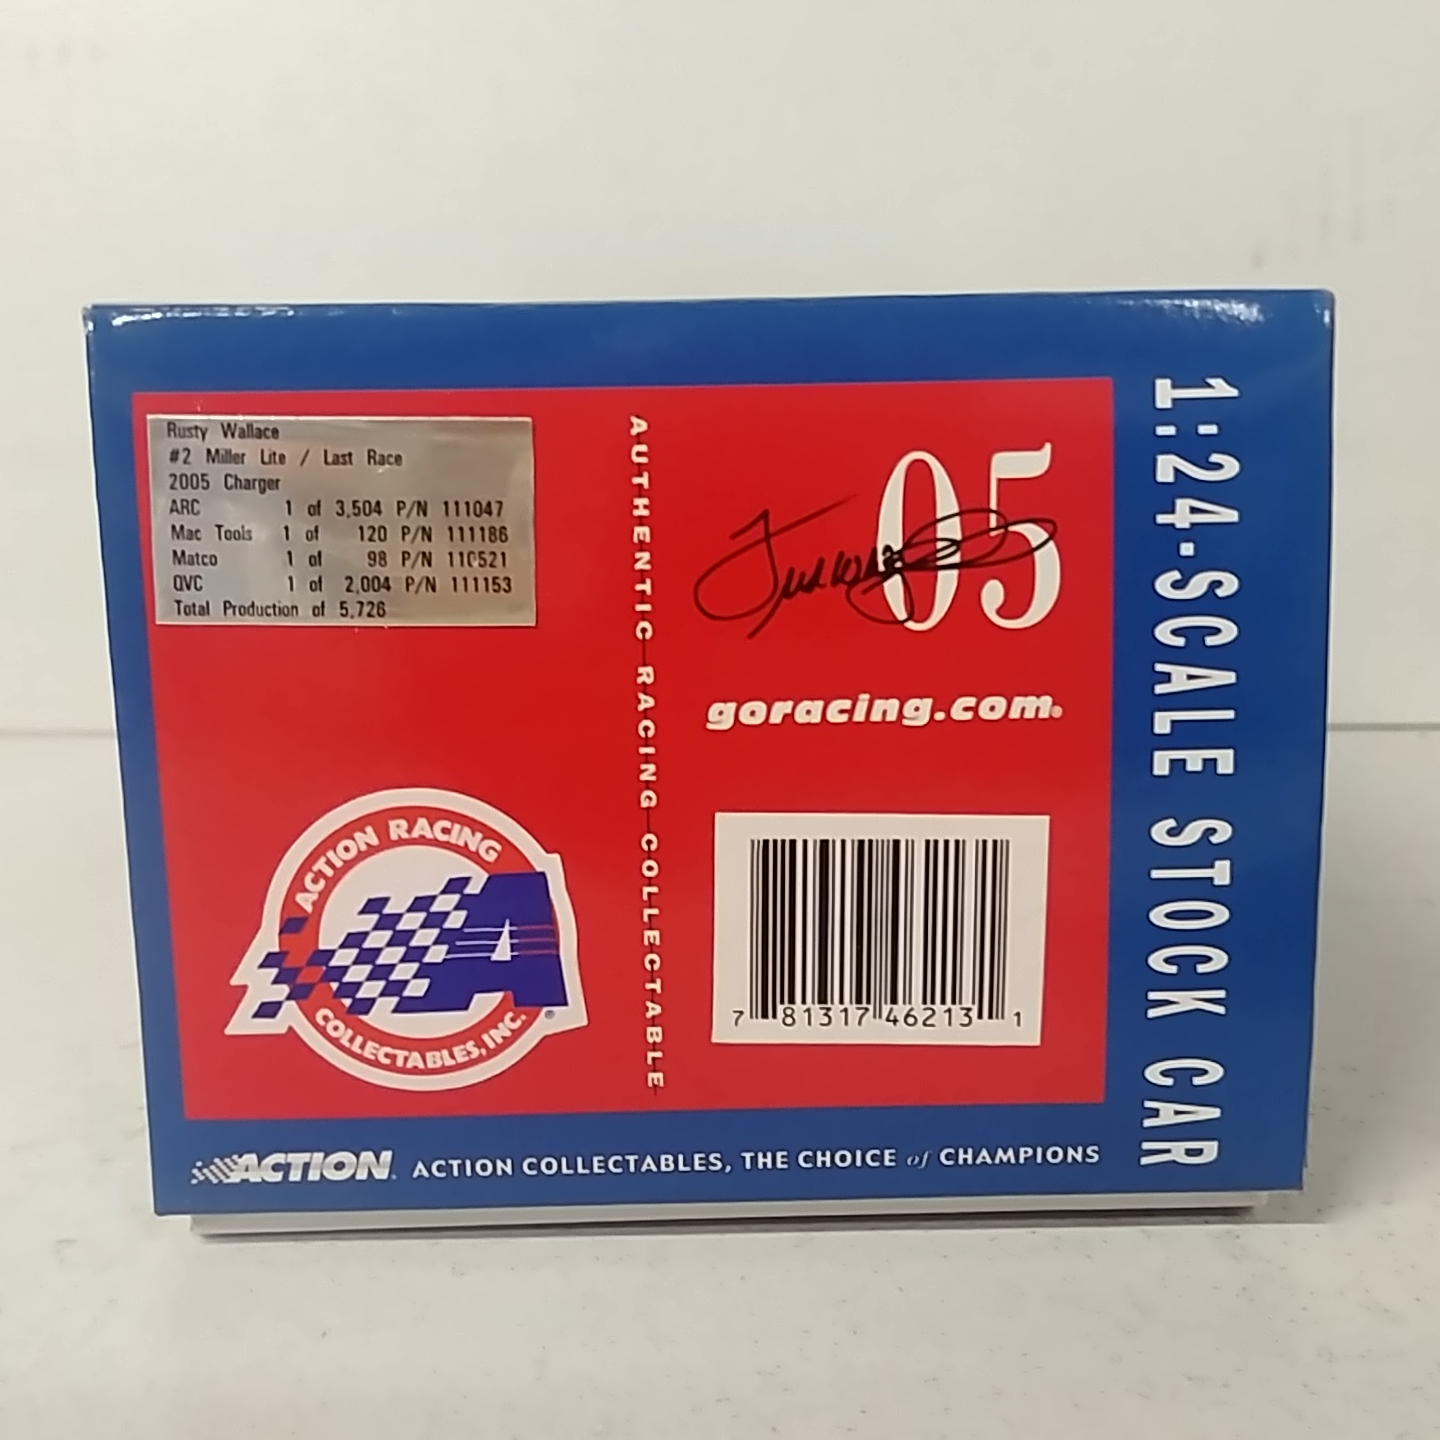 Rusty Wallace
#2 Miller Lite / Last Race
2005 Charger
ARC 1 of 3,504 P/N 111047
Mac Tools 1 of 120 P/N 111186
Matco 1 of 98 P/N 110521
QVC 1 of 2,004 P/N 111153
Total Production of 5,726
AUTHENTIC RACING COLLECTABLE
05
goracing.com®
ACTION RACING
COLLECTABLES, INC.
®
7 81317 46213 1
1:24-SCALE STOCK CAR
ACTION. ACTION COLLECTABLES, THE CHOICE of CHAMPIONS